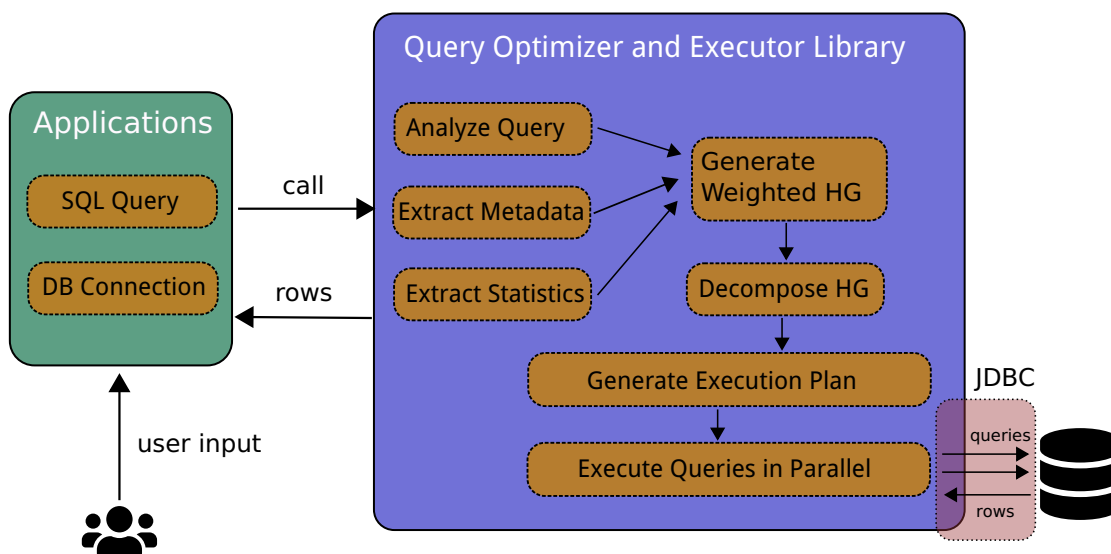 Query Optimizer and Executor Library
Applications
SQL Query
DB Connection
call
rows
user input
Analyze Query
Extract Metadata
Extract Statistics
Generate
Weighted HG
Decompose HG
Generate Execution Plan
Execute Queries in Parallel
JDBC
queries
rows